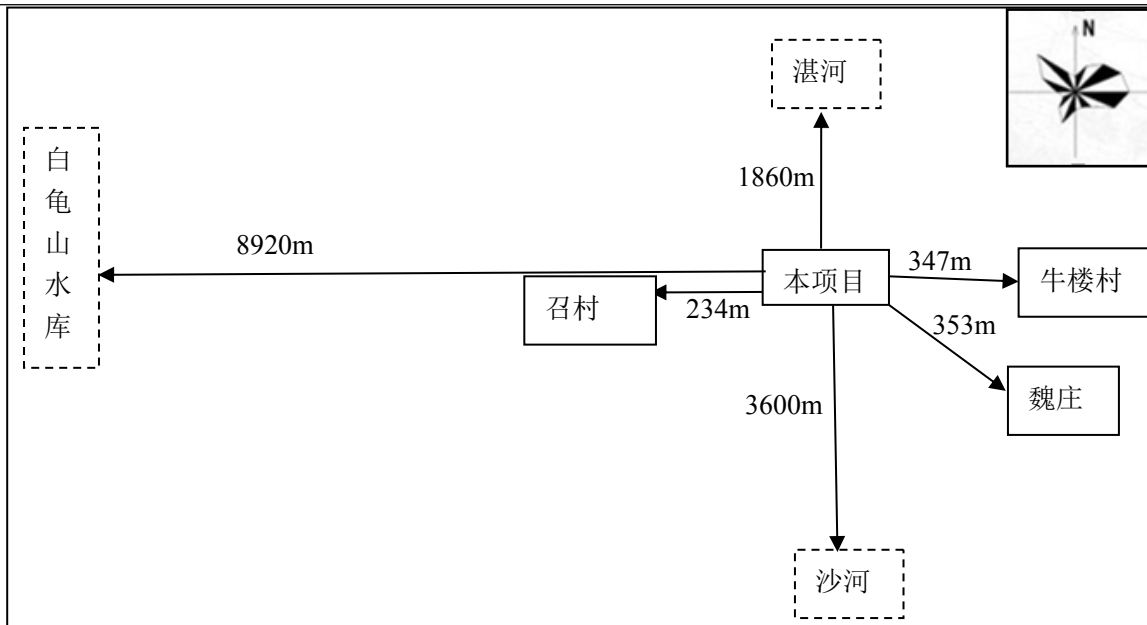 N
湛河
白龟山水库
1860m
8920m
本项目
347m
牛楼村
召村
234m
353m
魏庄
3600m
沙河